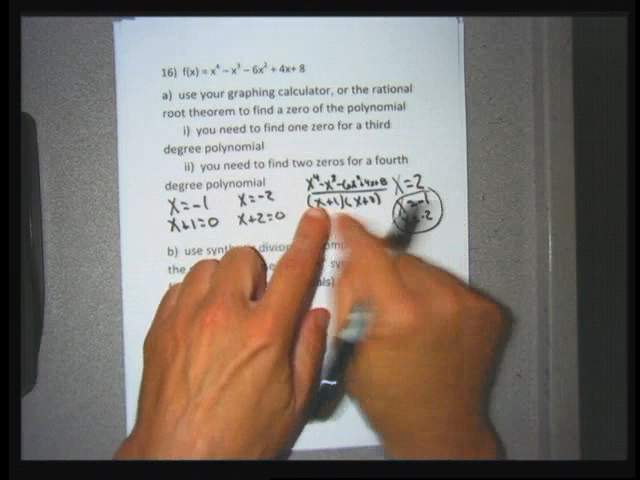 16) f(x) = x⁴ – x³ – 6x² + 4x+ 8
a) use your graphing calculator, or the rational
root theorem to find a zero of the polynomial
i) you need to find one zero for a third
degree polynomial
ii) you need to find two zeros for a fourth
degree polynomial
x=-1 x=-2
x+1=0 x+2=0
x⁴-x³-6x²+4x+8
(x+1)(x+2)
x=2
x=-1
x=-2
b) use
the